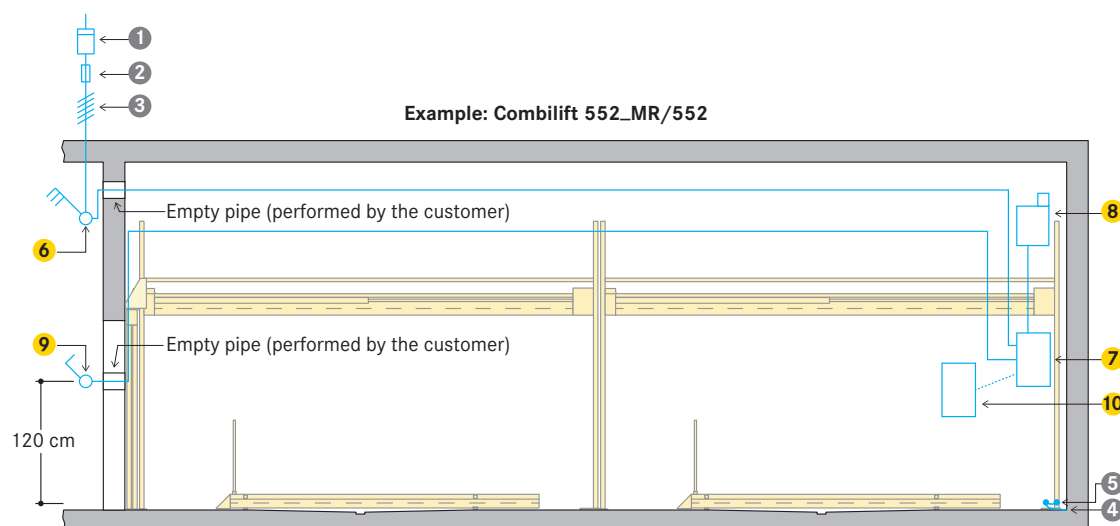 1
2
3
Example: Combilift 552_MR/552
Empty pipe (performed by the customer)
8
6
Empty pipe (performed by the customer)
9
7
10
120 cm
5
4